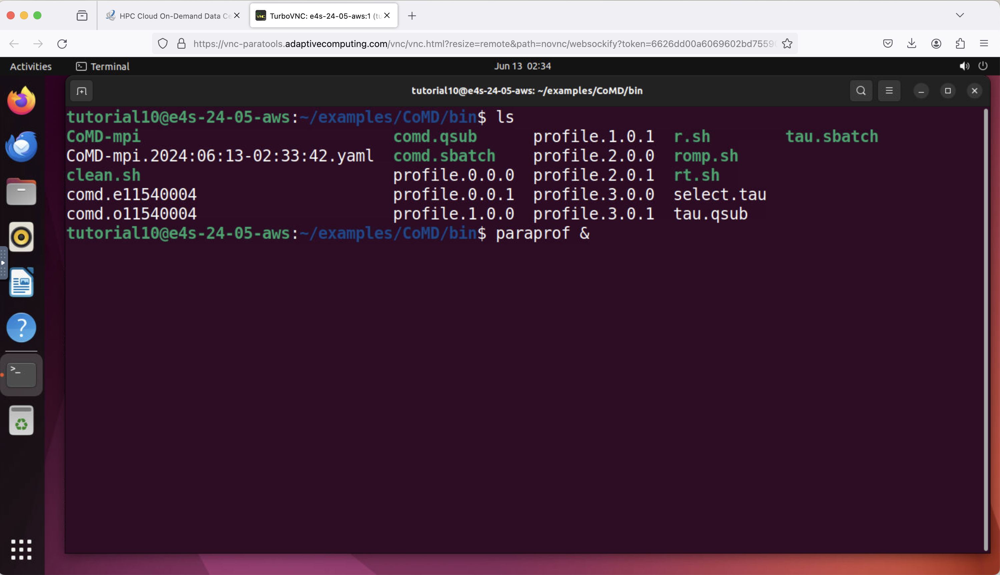 HPC Cloud On-Demand Data Ce
TurboVNC: e4s-24-05-aws:1 (tu
https://vnc-paratools.adaptivecomputing.com/vnc/vnc.html?resize=remote&path=novnc/websockify?token=6626dd00a6069602bd75590
Activities Terminal Jun 13 02:34
tutorial10@e4s-24-05-aws: ~/examples/CoMD/bin
tutorial10@e4s-24-05-aws:~/examples/CoMD/bin$ ls
CoMD-mpi comd.qsub profile.1.0.1 r.sh tau.sbatch
CoMD-mpi.2024:06:13-02:33:42.yaml comd.sbatch profile.2.0.0 romp.sh
clean.sh profile.0.0.0 profile.2.0.1 rt.sh
comd.e11540004 profile.0.0.1 profile.3.0.0 select.tau
comd.o11540004 profile.1.0.0 profile.3.0.1 tau.qsub
tutorial10@e4s-24-05-aws:~/examples/CoMD/bin$ paraprof &